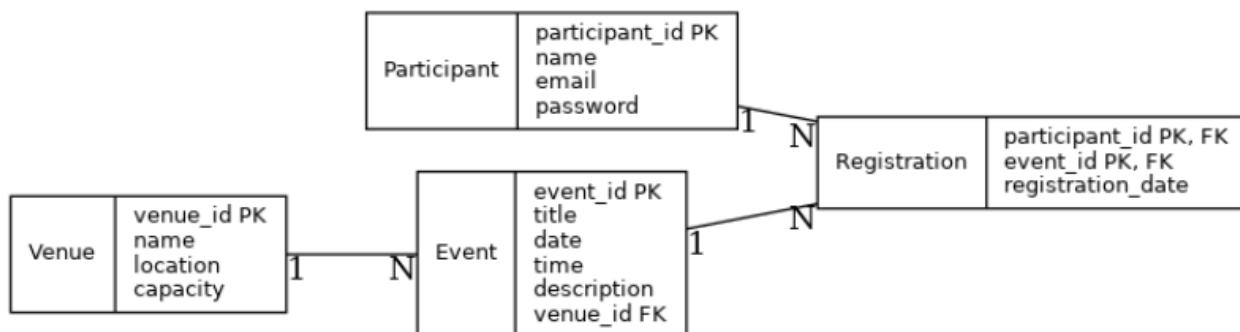 Participant
participant_id PK
name
email
password
1
N
Registration
participant_id PK, FK
event_id PK, FK
registration_date
Venue
venue_id PK
name
location
capacity
1
N
Event
event_id PK
title
date
time
description
venue_id FK
1
N